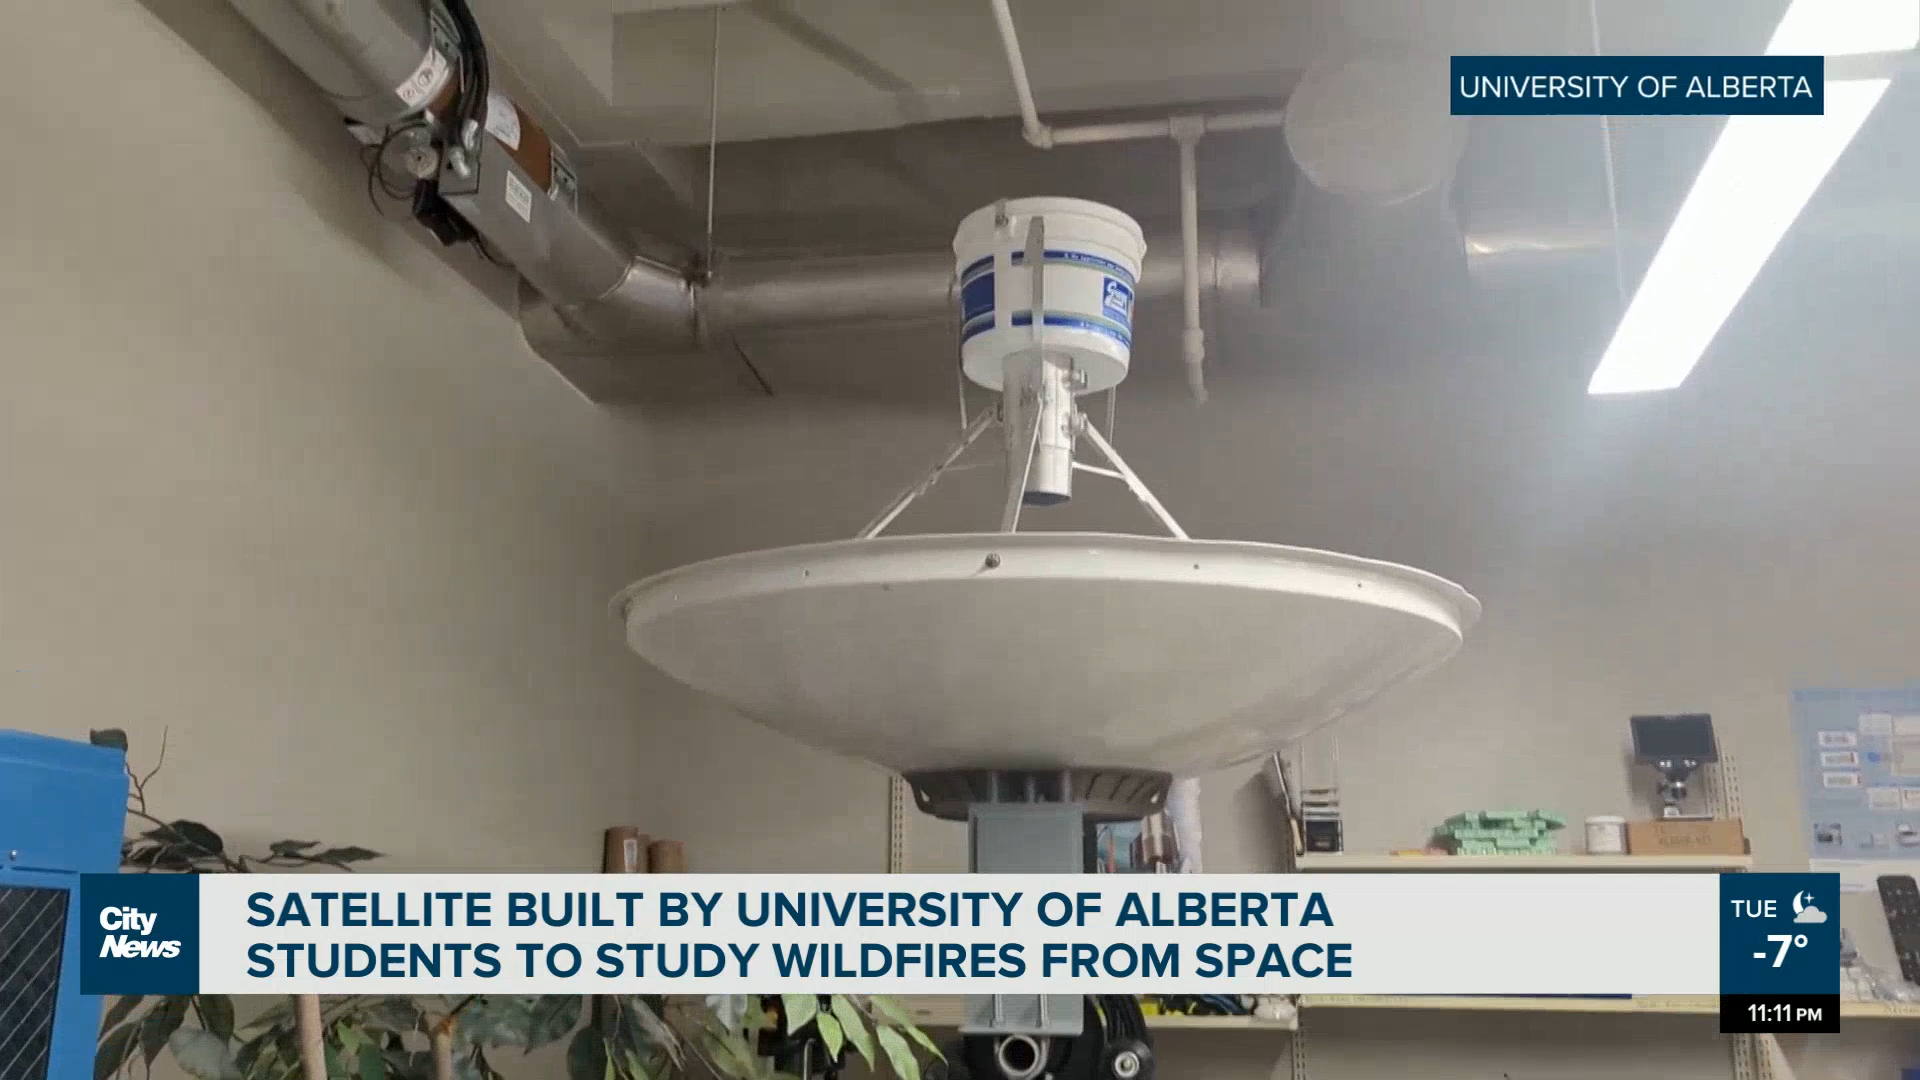 UNIVERSITY OF ALBERTA
City
News
SATELLITE BUILT BY UNIVERSITY OF ALBERTA
STUDENTS TO STUDY WILDFIRES FROM SPACE
TUE
-7°
11:11 PM